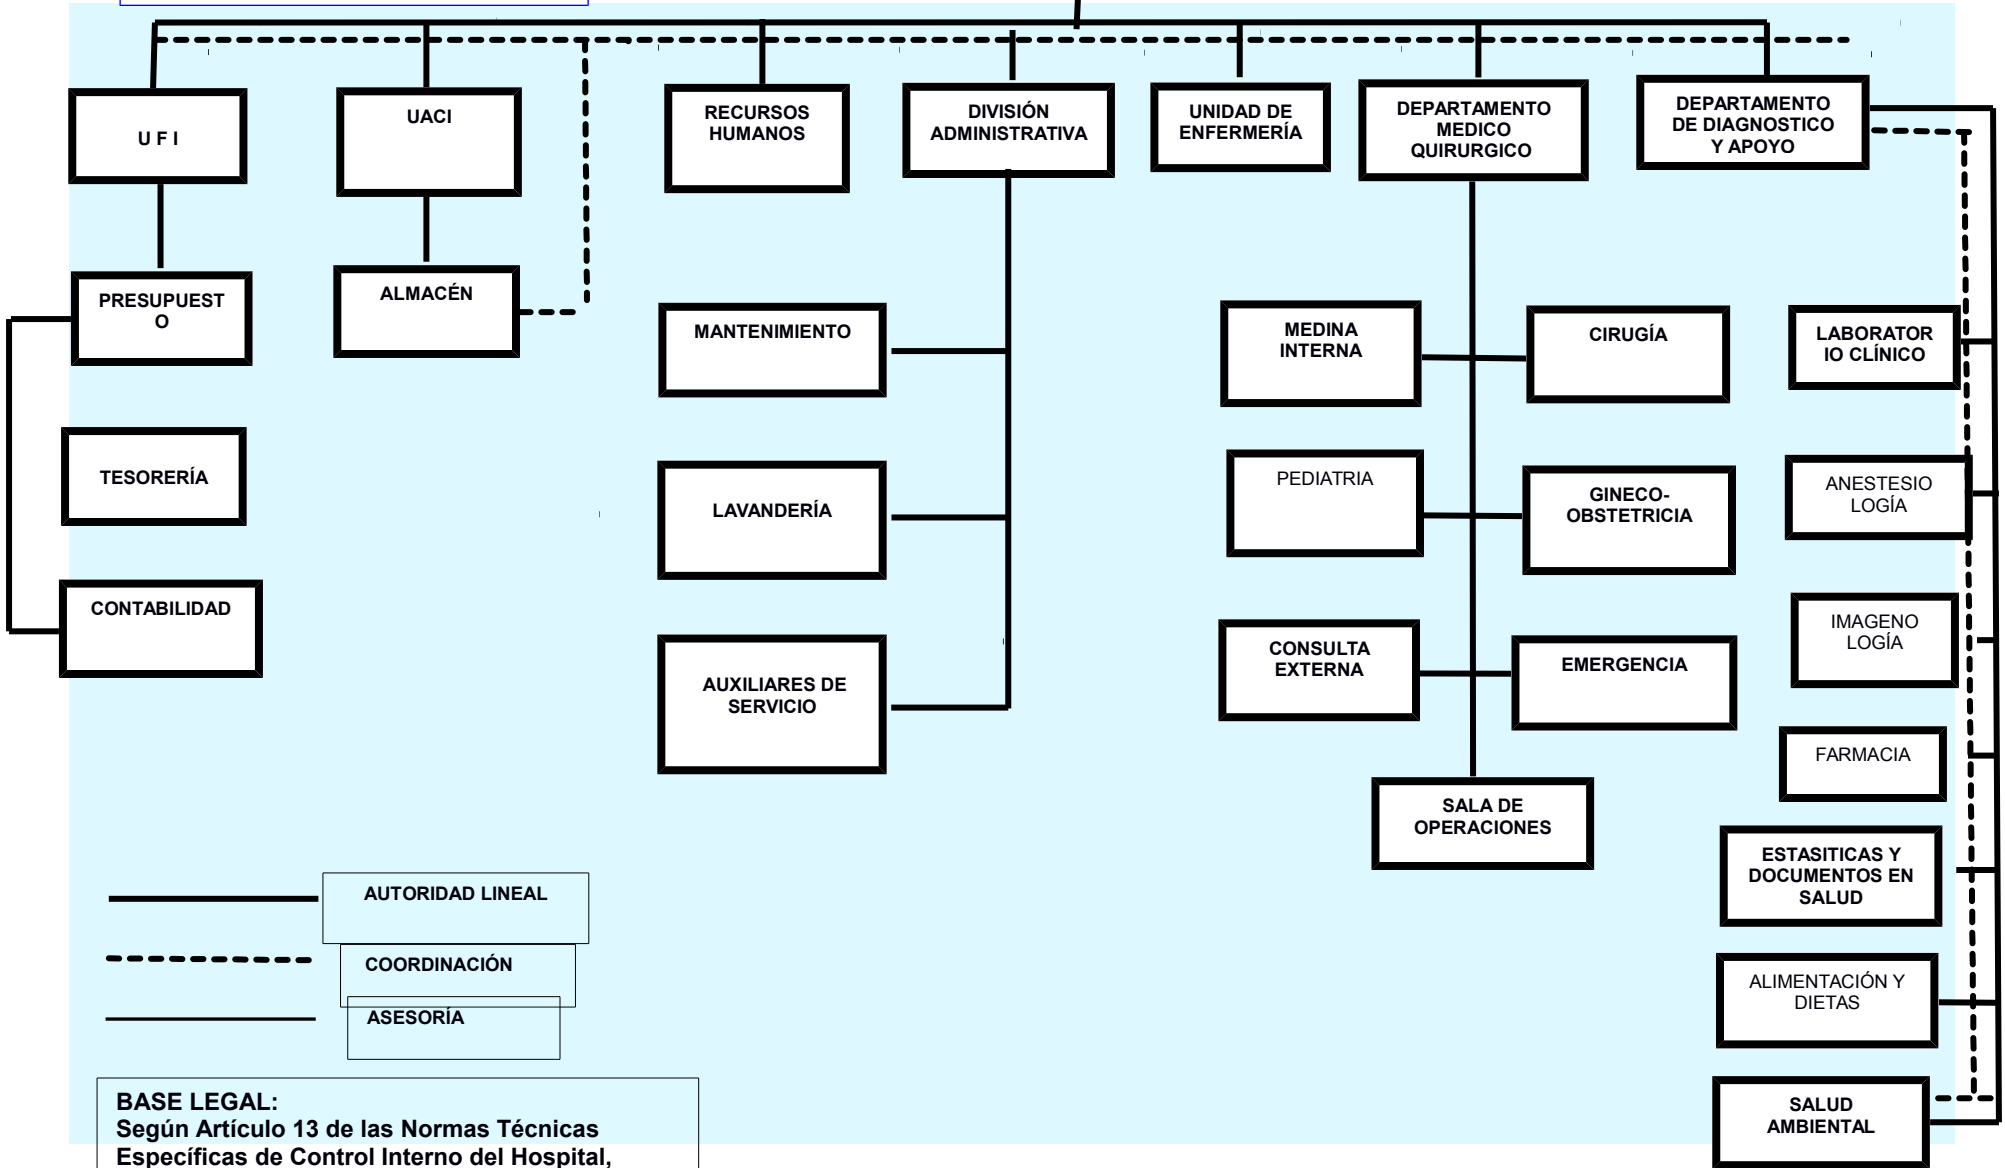 U F I
UACI
RECURSOS
HUMANOS
DIVISIÓN
ADMINISTRATIVA
UNIDAD DE
ENFERMERÍA
DEPARTAMENTO
MEDICO
QUIRURGICO
DEPARTAMENTO
DE DIAGNOSTICO
Y APOYO
PRESUPUEST
O
ALMACÉN
MANTENIMIENTO
MEDINA
INTERNA
CIRUGÍA
LABORATOR
IO CLÍNICO
TESORERÍA
LAVANDERÍA
PEDIATRIA
GINECO-
OBSTETRICIA
ANESTESIO
LOGÍA
CONTABILIDAD
AUXILIARES DE
SERVICIO
CONSULTA
EXTERNA
EMERGENCIA
IMAGENO
LOGÍA
FARMACIA
SALA DE
OPERACIONES
ESTASITICAS Y
DOCUMENTOS EN
SALUD
ALIMENTACIÓN Y
DIETAS
SALUD
AMBIENTAL
AUTORIDAD LINEAL
COORDINACIÓN
ASESORÍA
BASE LEGAL:
Según Artículo 13 de las Normas Técnicas
Específicas de Control Interno del Hospital,